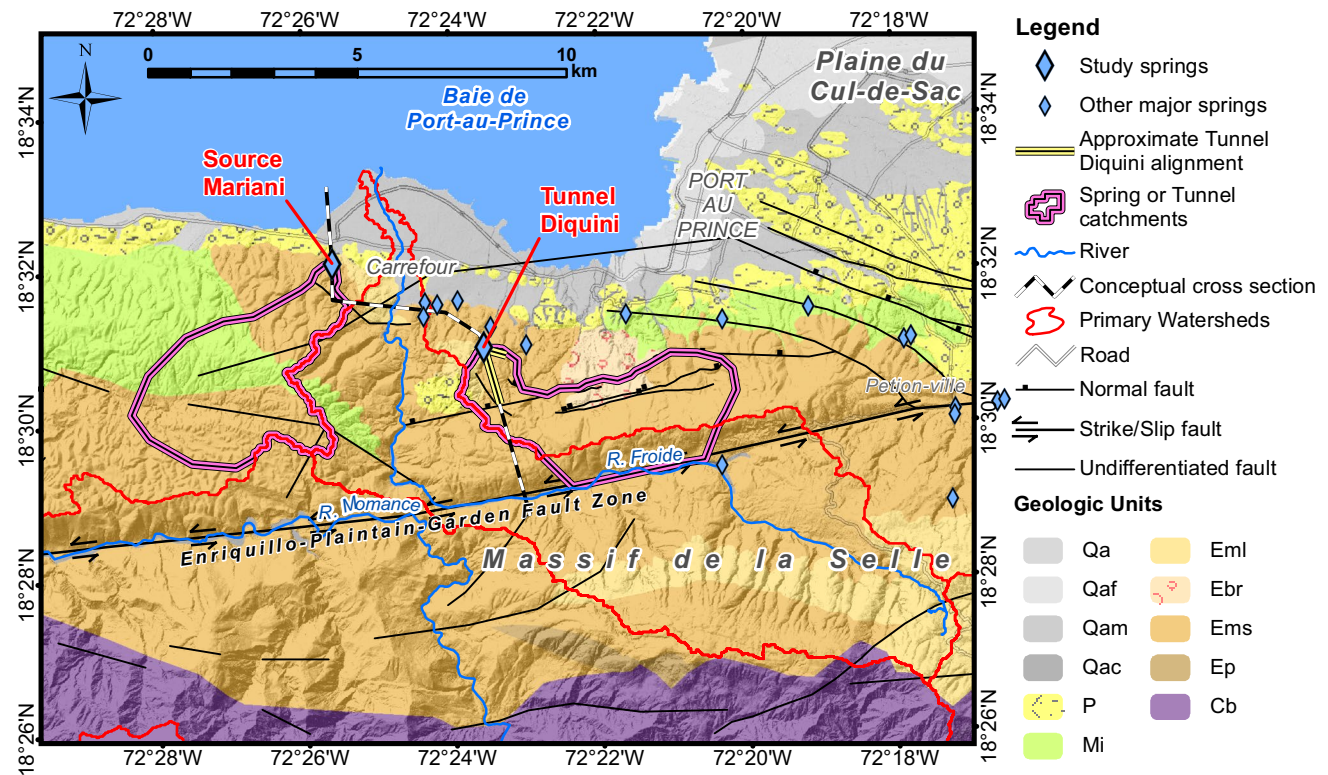 72°28'W 72°26'W 72°24'W 72°22'W 72°20'W 72°18'W
N
0 5 10
km
Baie de
Port-au-Prince
Plaine du
Cul-de-Sac
Source
Mariani
Tunnel
Diquini
PORT
AU
PRINCE
Carrefour
Petion-ville
R. Froide
R. Momance
Enriquillo-Plaintain-Garden Fault Zone
Massif de la Selle
18°34'N
18°32'N
18°30'N
18°28'N
18°26'N
18°34'N
18°32'N
18°30'N
18°28'N
18°26'N
72°28'W 72°26'W 72°24'W 72°22'W 72°20'W 72°18'W
Legend
Study springs
Other major springs
Approximate Tunnel
Diquini alignment
Spring or Tunnel
catchments
River
Conceptual cross section
Primary Watersheds
Road
Normal fault
Strike/Slip fault
Undifferentiated fault
Geologic Units
Qa Eml
Qaf Ebr
Qam Ems
Qac Ep
P Cb
Mi